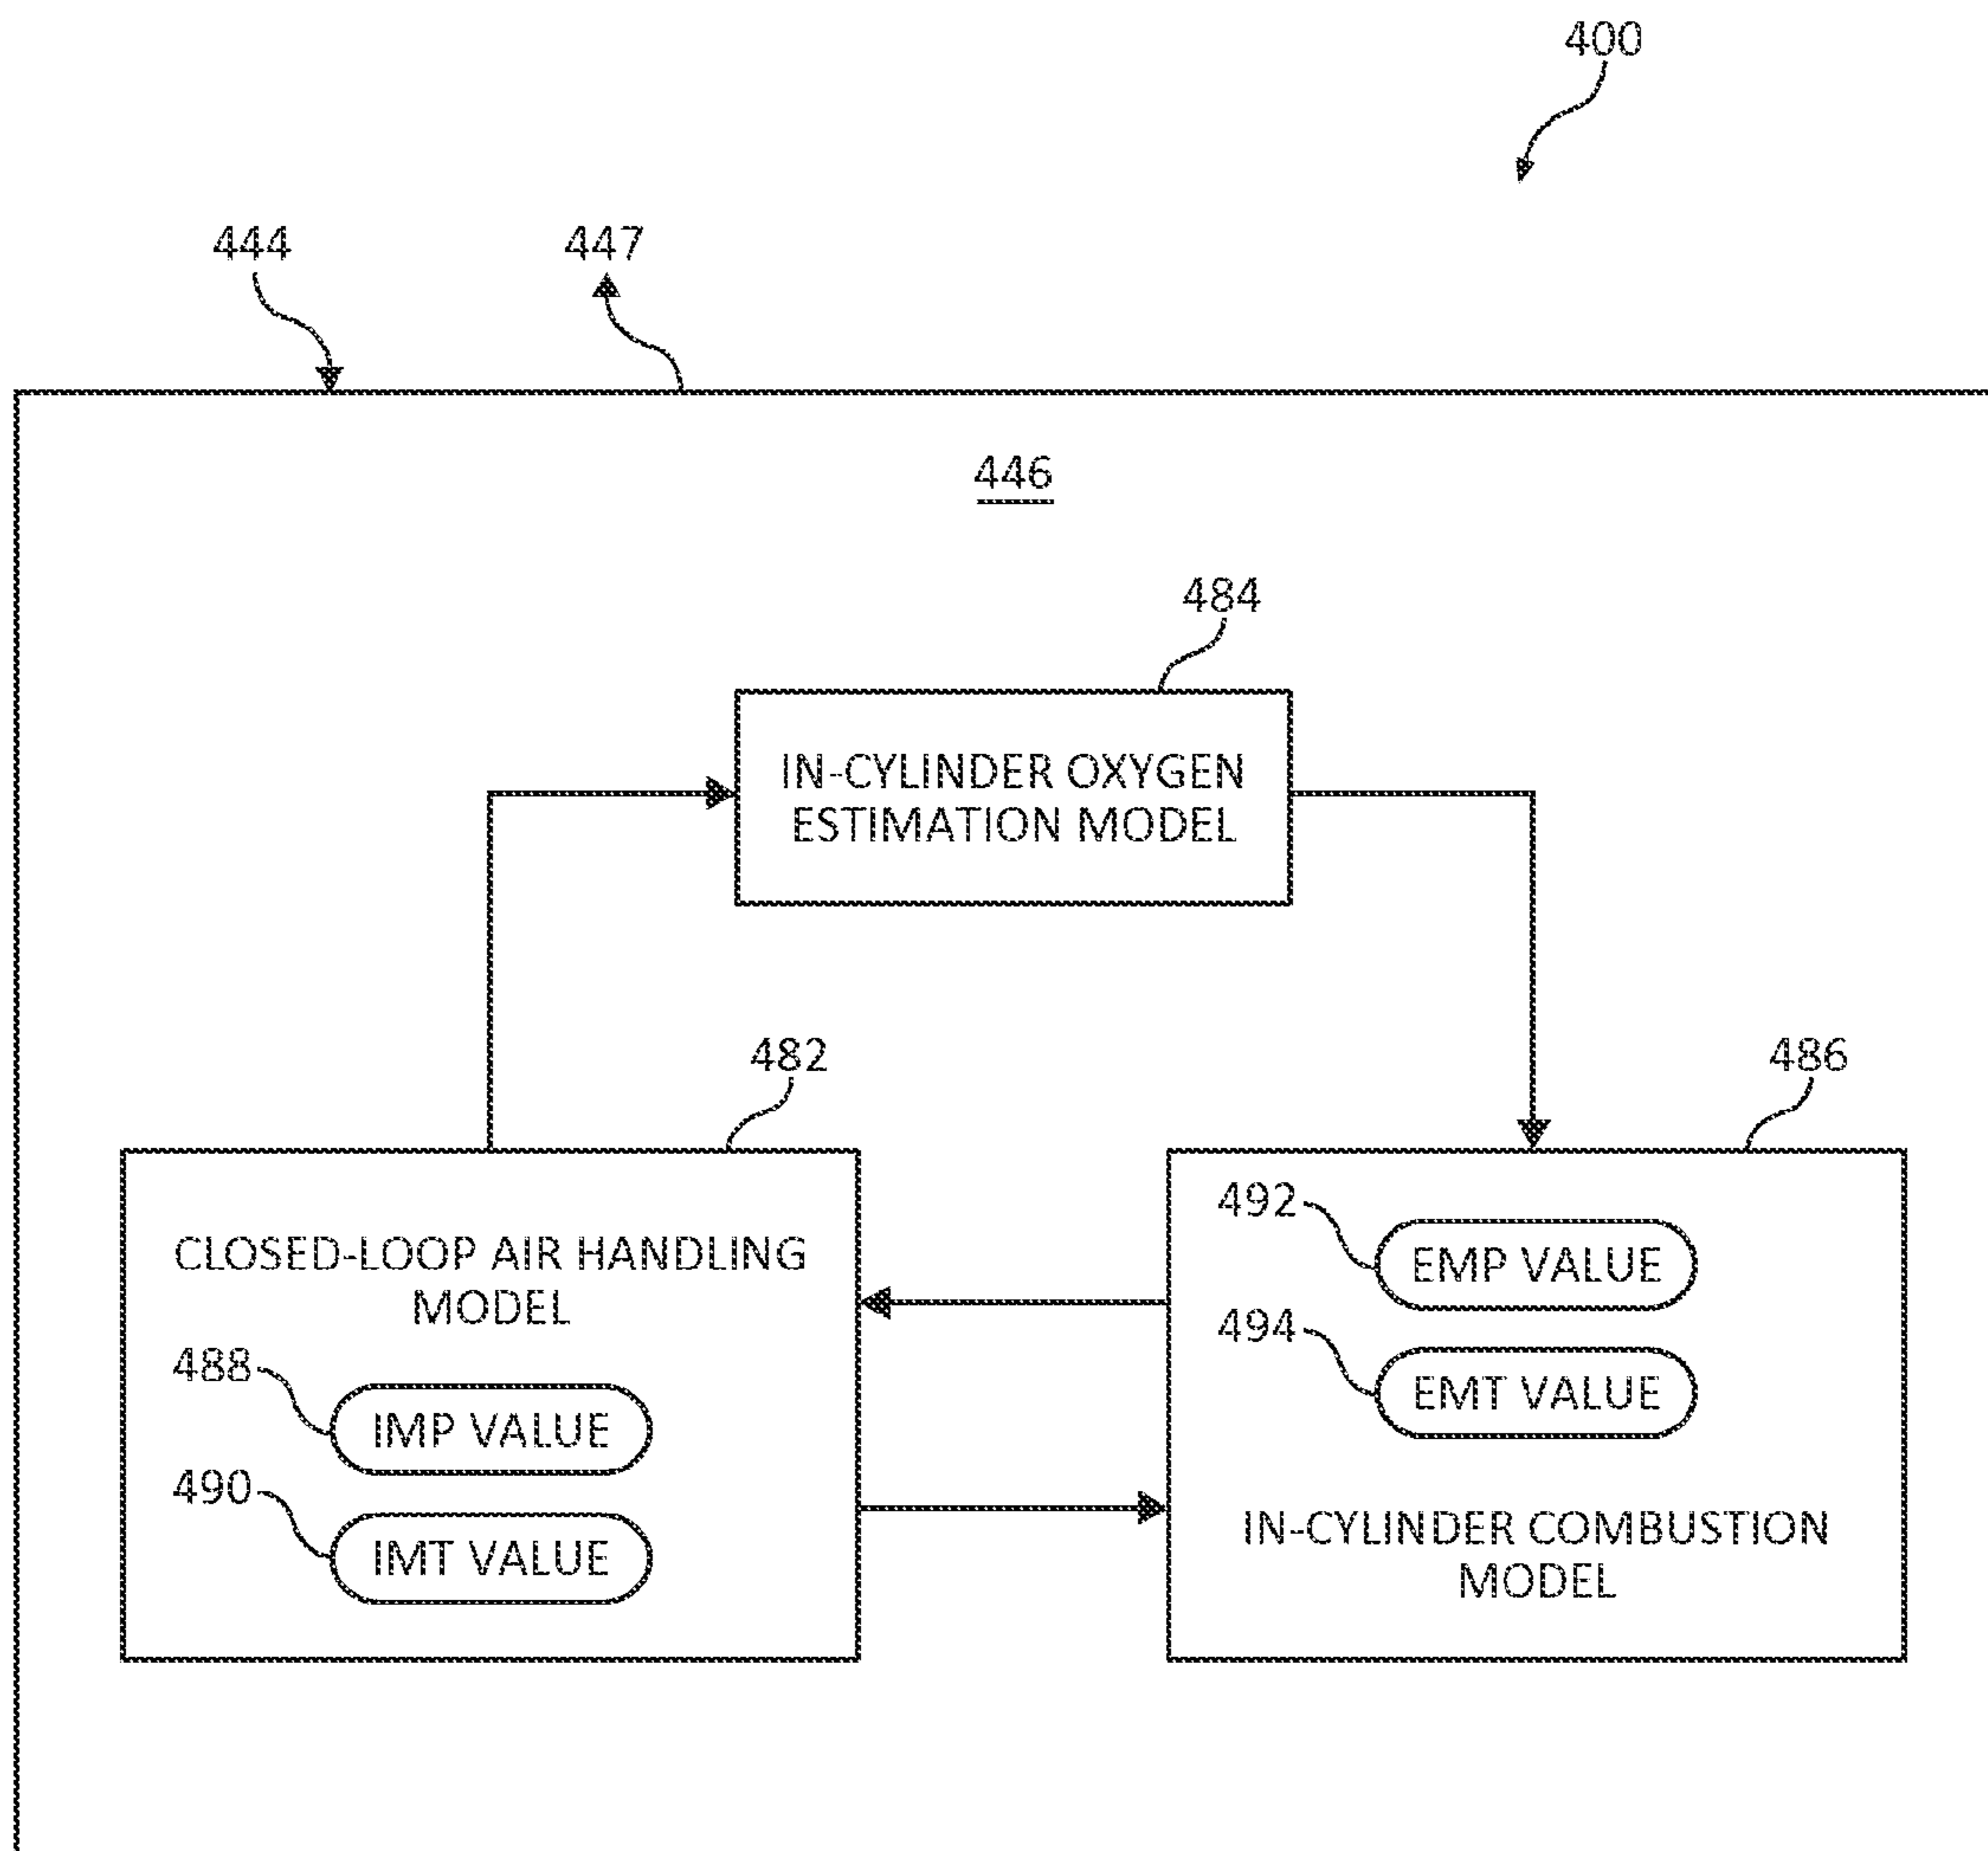 400
444
447
446
484
IN-CYLINDER OXYGEN
ESTIMATION MODEL
482
486
CLOSED-LOOP AIR HANDLING
MODEL
488
IMP VALUE
490
IMT VALUE
492
EMP VALUE
494
EMT VALUE
IN-CYLINDER COMBUSTION
MODEL